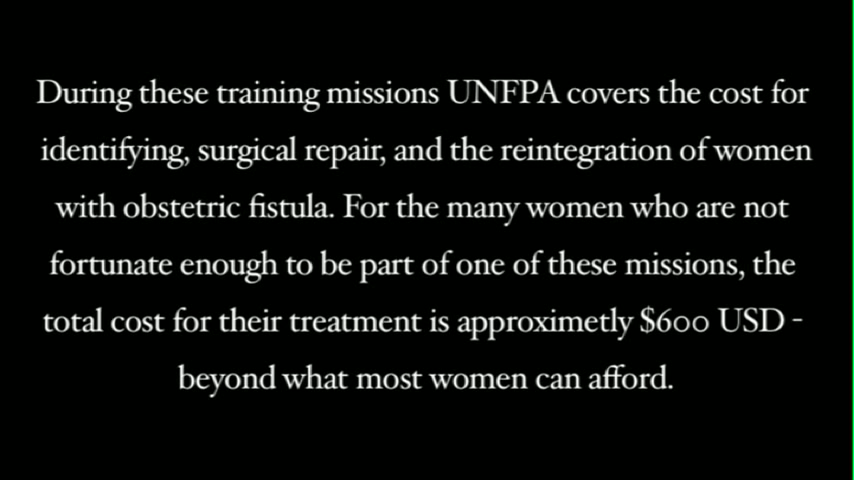 During these training missions UNFPA covers the cost for
identifying, surgical repair, and the reintegration of women
with obstetric fistula. For the many women who are not
fortunate enough to be part of one of these missions, the
total cost for their treatment is approximetly $600 USD -
beyond what most women can afford.